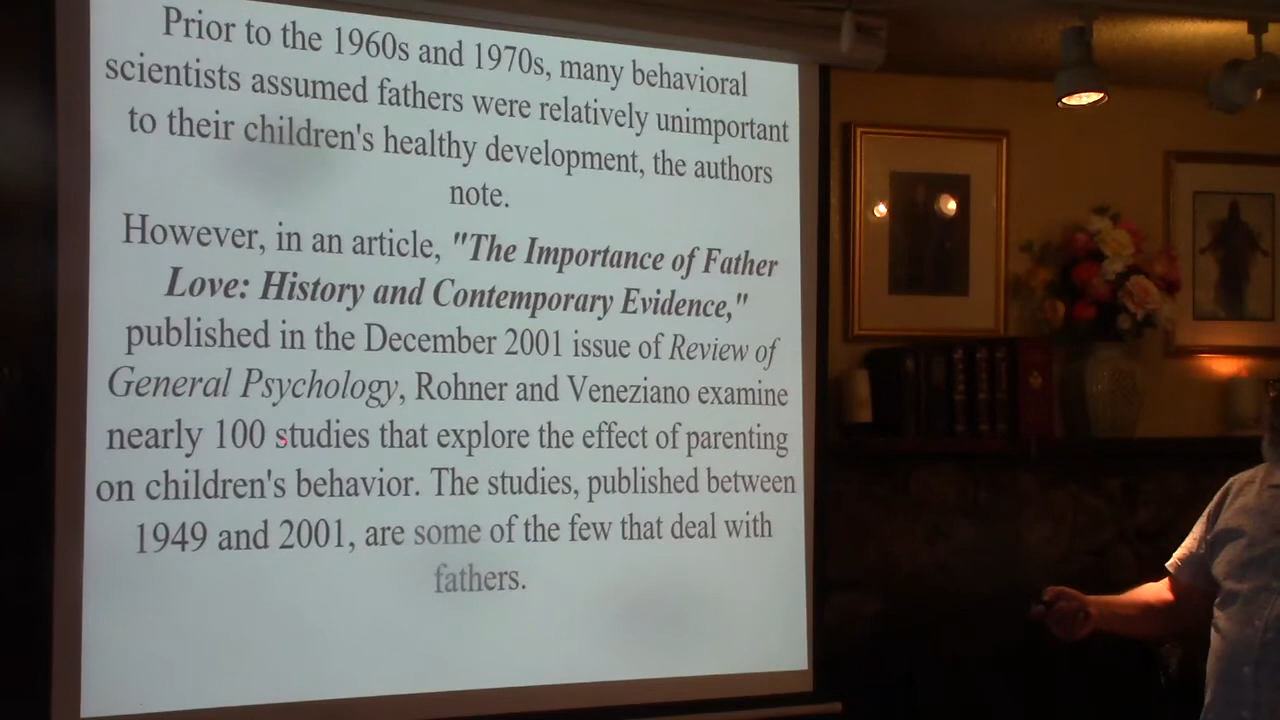 Prior to the 1960s and 1970s, many behavioral
scientists assumed fathers were relatively unimportant
to their children's healthy development, the authors
note.
However, in an article, "The Importance of Father
Love: History and Contemporary Evidence,"
published in the December 2001 issue of Review of
General Psychology, Rohner and Veneziano examine
nearly 100 studies that explore the effect of parenting
on children's behavior. The studies, published between
1949 and 2001, are some of the few that deal with
fathers.